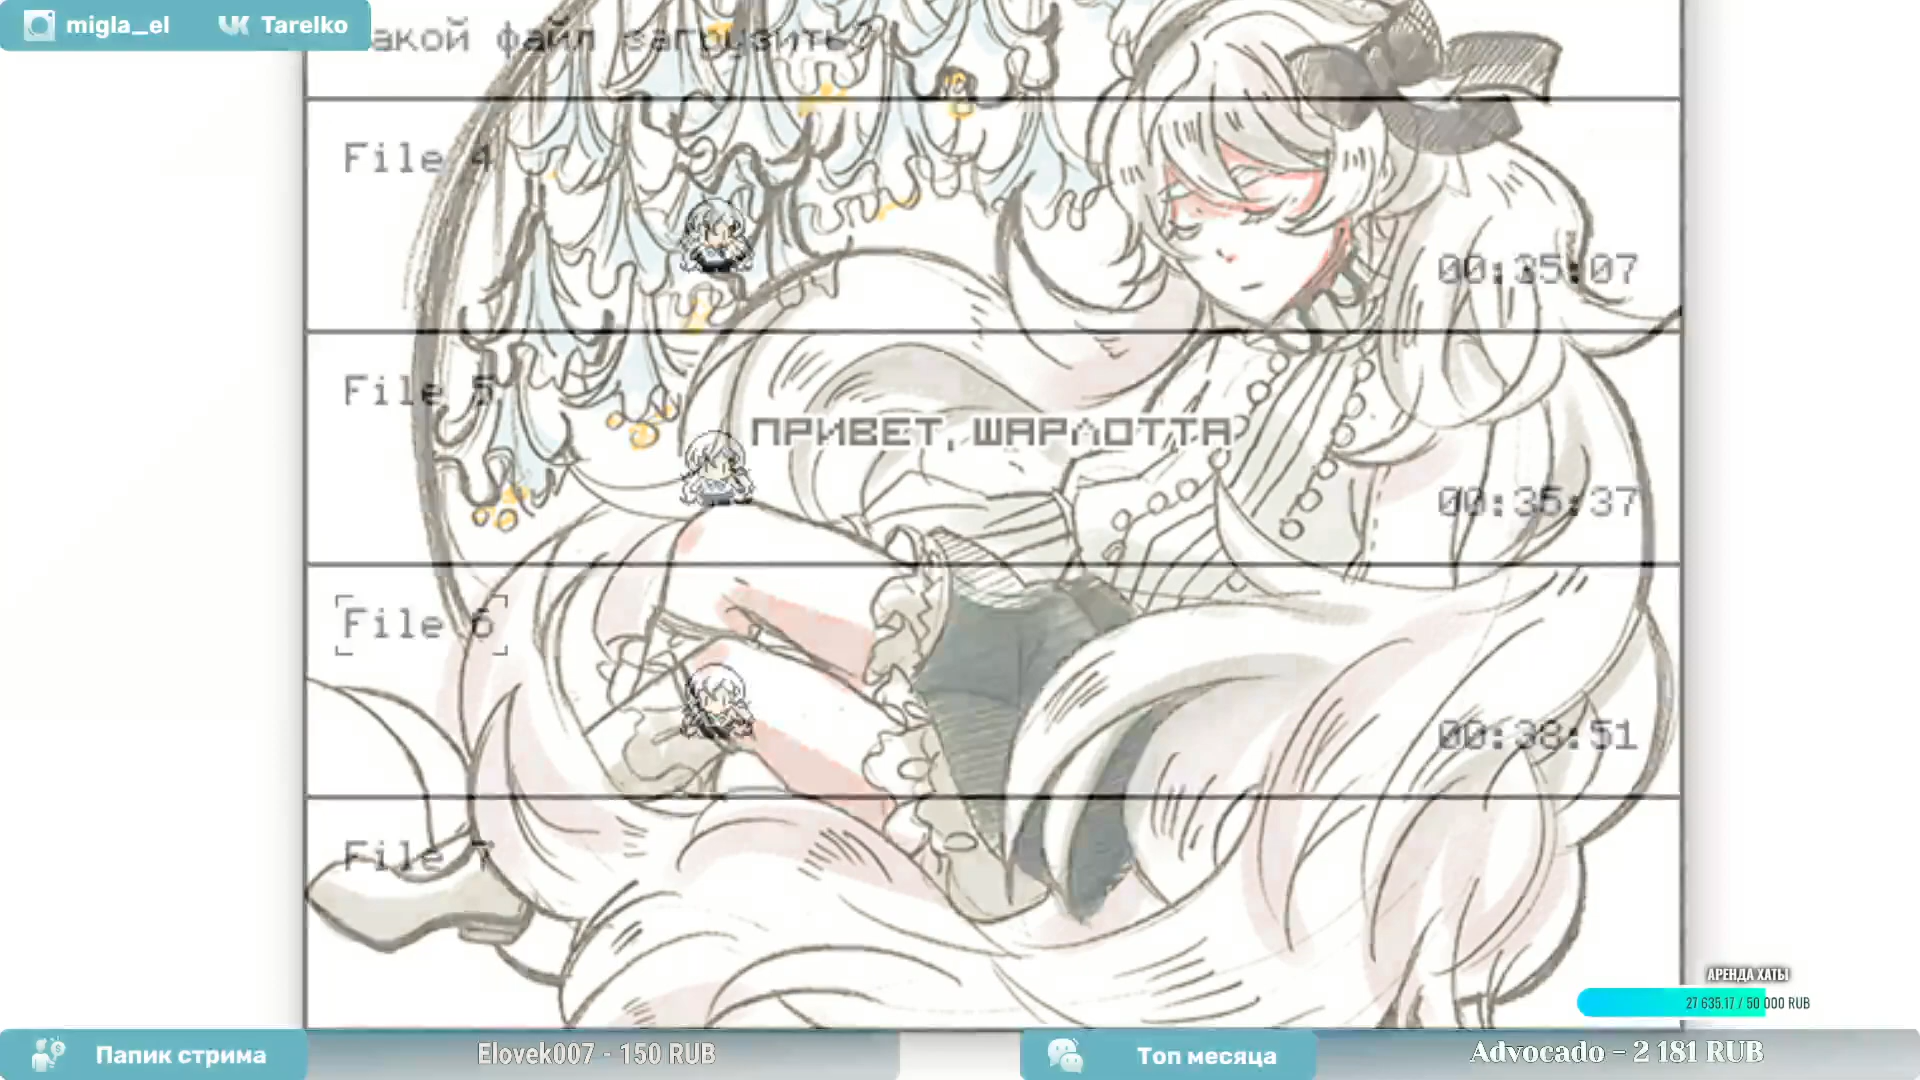 migla_el
Tarelko
акой файл загрузить?
File 4
00:35:07
File 5
ПРИВЕТ, ШАРЛОТТА
00:35:37
File 6
00:38:51
File 7
АРЕНДА ХАТЫ
27 635.17 / 50 000 RUB
Папик стрима
Elovek007 - 150 RUB
Топ месяца
Advocado - 2 181 RUB